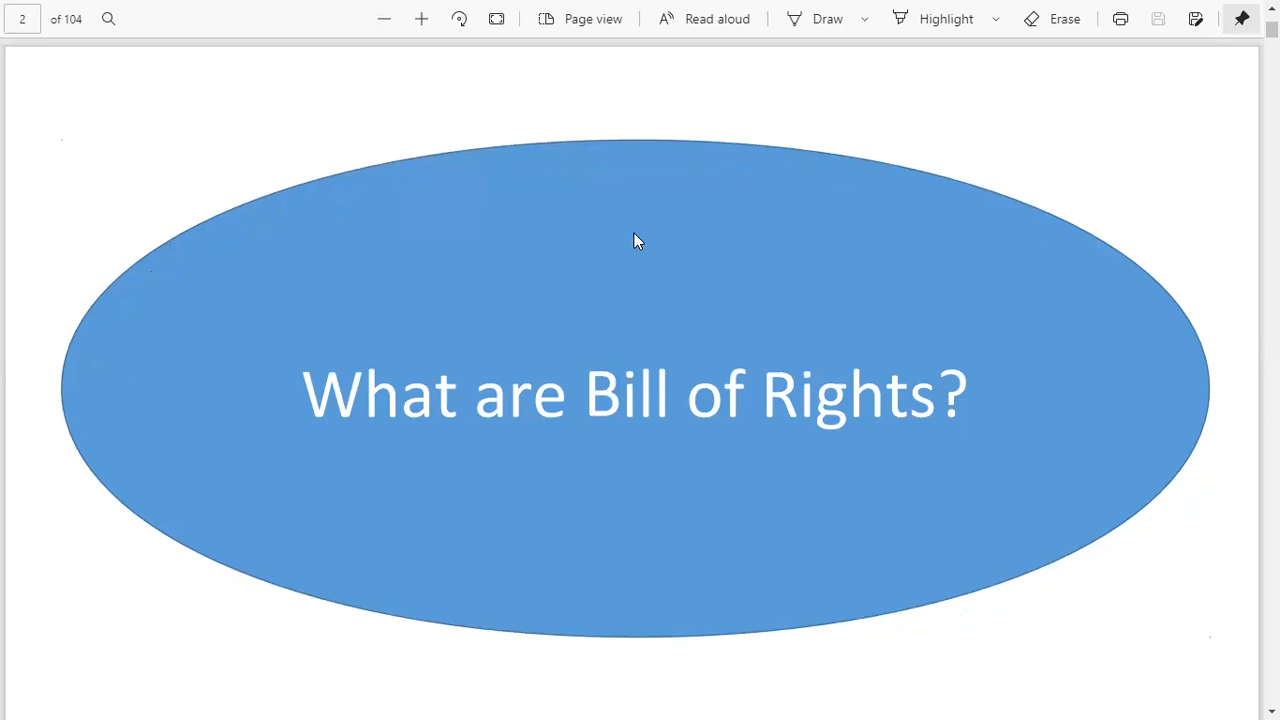 2 of 104 Page view Read aloud Draw Highlight Erase
What are Bill of Rights?